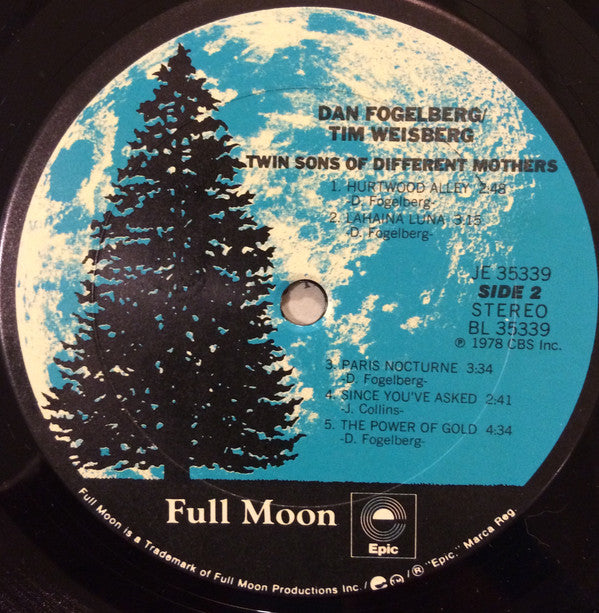 DAN FOGELBERG/
TIM WEISBERG
TWIN SONS OF DIFFERENT MOTHERS
1. HURTWOOD ALLEY 2:48
-D. Fogelberg-
2. LAHAINA LUNA 3:15
-D. Fogelberg-
JE 35339
SIDE 2
STEREO
BL 35339
℗ 1978 CBS Inc.
3. PARIS NOCTURNE 3:34
-D. Fogelberg-
4. SINCE YOU'VE ASKED 2:41
-J. Collins-
5. THE POWER OF GOLD 4:34
-D. Fogelberg-
Full Moon
e
Epic
Full Moon is a Trademark of Full Moon Productions Inc./ e ™/ ® "Epic," Marca Reg